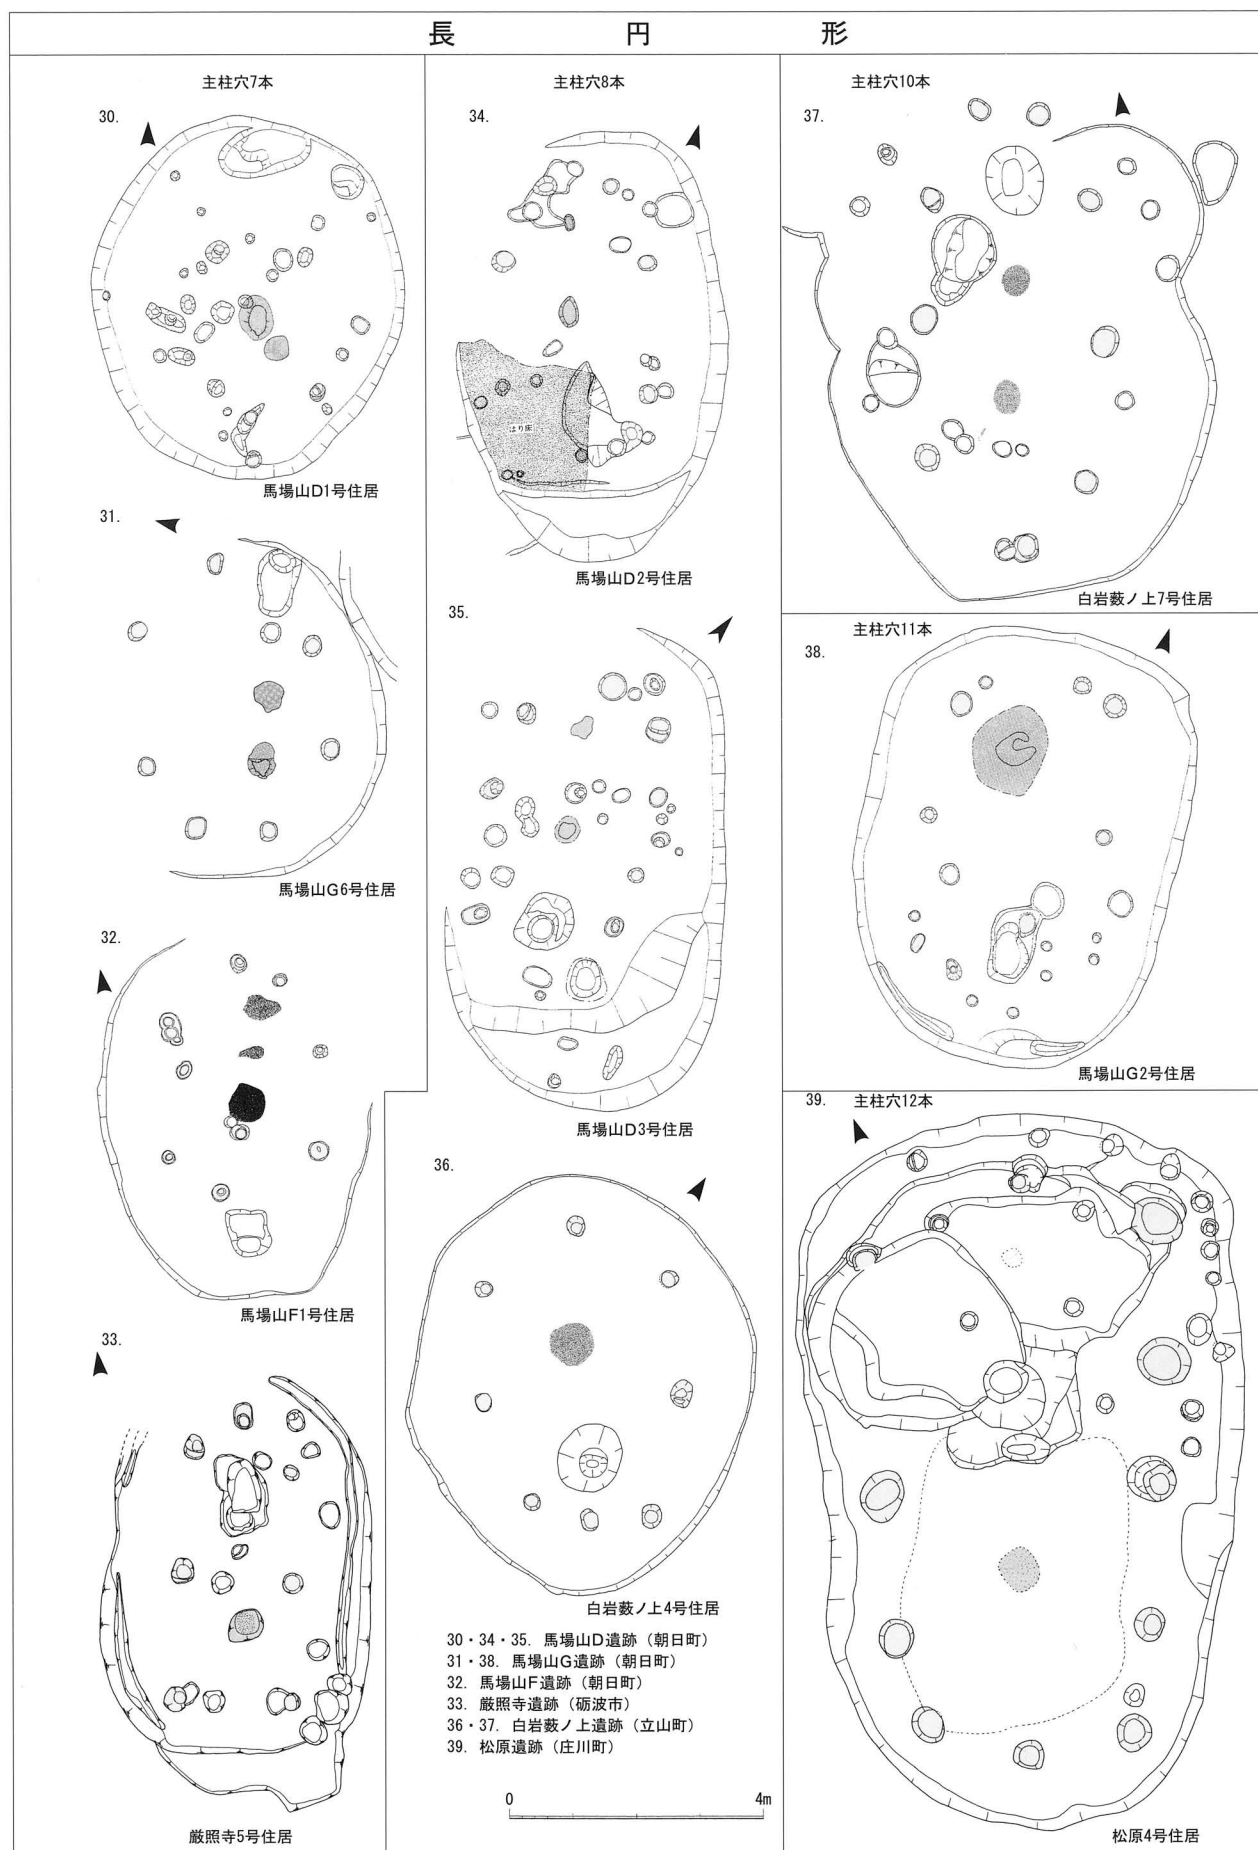 長円形
主柱穴7本
30.
馬場山D1号住居
31.
馬場山G6号住居
32.
馬場山F1号住居
33.
厳照寺5号住居
主柱穴8本
34.
はり床
馬場山D2号住居
35.
馬場山D3号住居
36.
白岩薮ノ上4号住居
30・34・35. 馬場山D遺跡（朝日町）
31・38. 馬場山G遺跡（朝日町）
32. 馬場山F遺跡（朝日町）
33. 厳照寺遺跡（砺波市）
36・37. 白岩薮ノ上遺跡（立山町）
39. 松原遺跡（庄川町）
0 4m
主柱穴10本
37.
白岩薮ノ上7号住居
主柱穴11本
38.
馬場山G2号住居
39. 主柱穴12本
松原4号住居